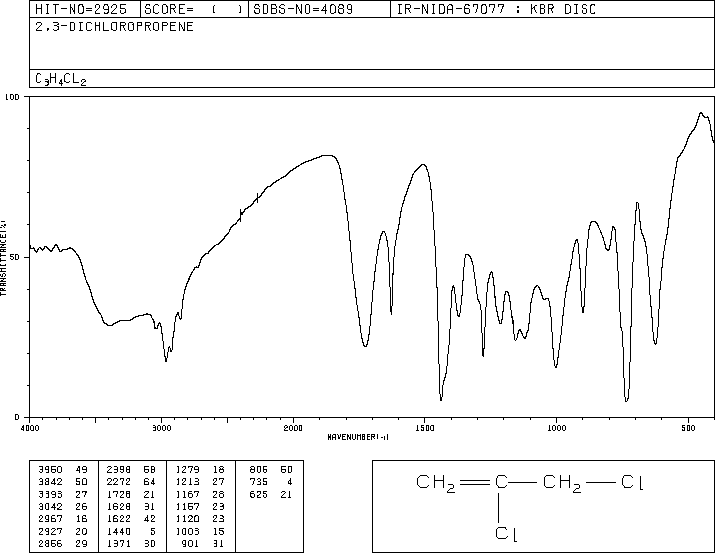 HIT-NO=2925 SCORE= ( ) SDBS-NO=4089 IR-NIDA-67077 : KBR DISC
2,3-DICHLOROPROPENE
C3H4CL2
100
50
0
TRANSMITTANCE(%)
4000 3000 2000 1500 1000 500
WAVENUMBER(-1)
3960 49 2398 68 1279 18 806 50
3842 50 2272 64 1213 27 735 4
3393 27 1728 21 1167 26 625 21
3042 26 1628 31 1157 23
2967 16 1622 42 1120 23
2927 20 1440 5 1003 15
2866 29 1371 30 901 31
CH2 C CH2 Cl
Cl